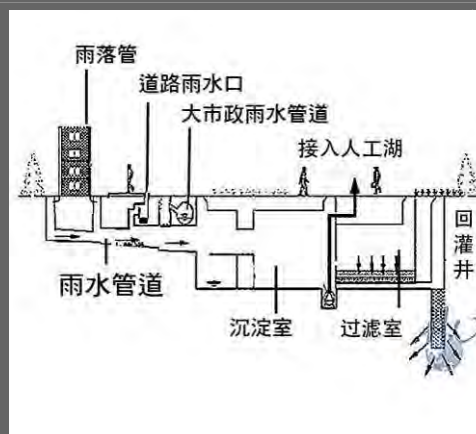 雨落管
道路雨水口
大市政雨水管道
接入人工湖
回灌井
雨水管道
沉淀室
过滤室